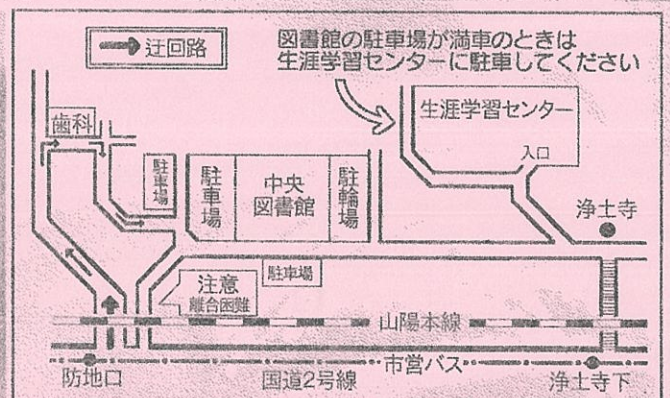 迂回路
図書館の駐車場が満車のときは
生涯学習センターに駐車してください
歯科
生涯学習センター
入口
駐車場
駐車場
中央
図書館
駐輪場
浄土寺
駐車場
注意
離合困難
山陽本線
市営バス
防地口
国道2号線
浄土寺下